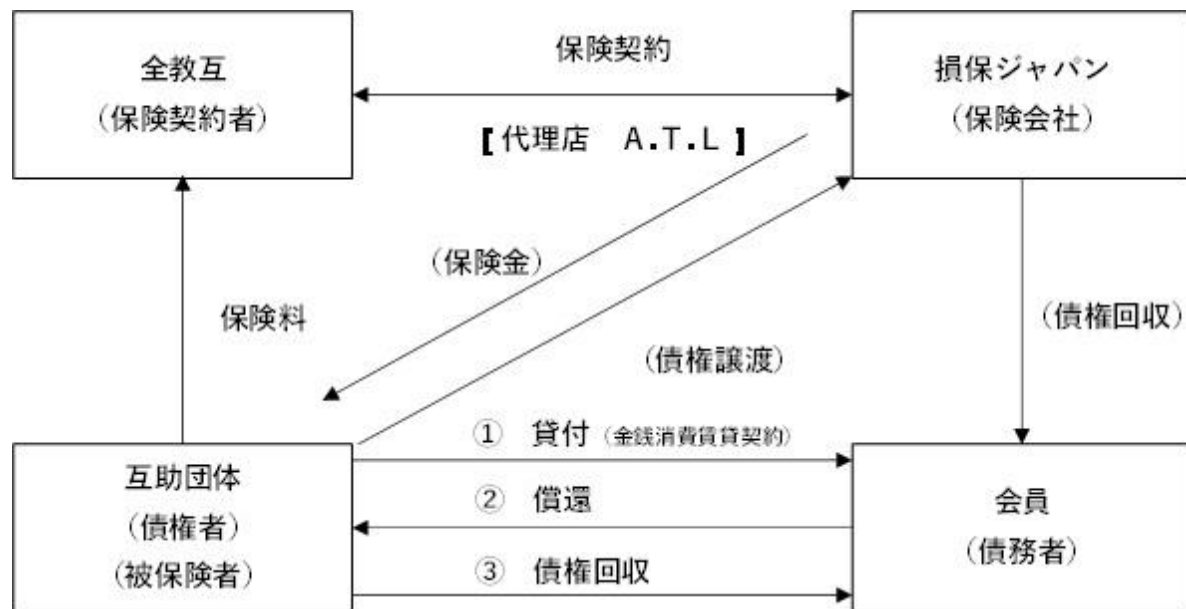 全教互
（保険契約者）
保険契約
損保ジャパン
（保険会社）
[代理店　A.T.L ]
（保険金）
保険料
（債権回収）
（債権譲渡）
① 貸付（金銭消費賃貸契約）
互助団体
（債権者）
（被保険者）
② 償還
③ 債権回収
会員
（債務者）